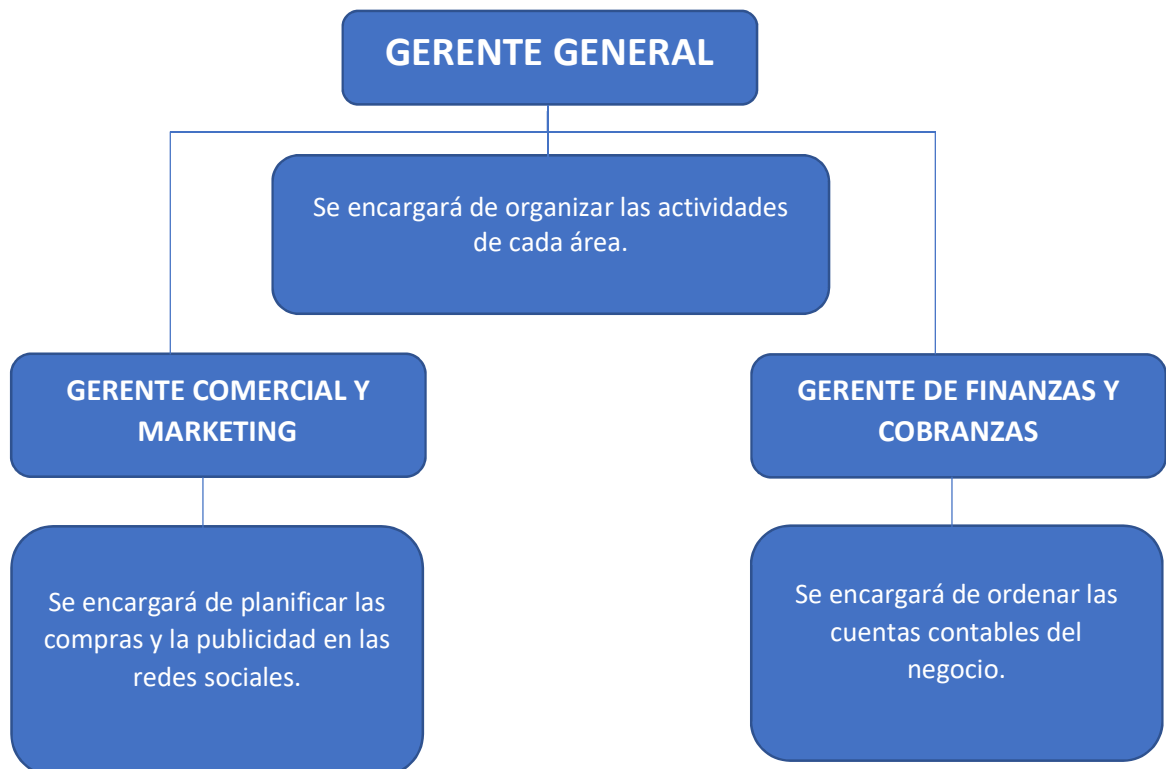 GERENTE GENERAL
Se encargará de organizar las actividades
de cada área.
GERENTE COMERCIAL Y
MARKETING
Se encargará de planificar las
compras y la publicidad en las
redes sociales.
GERENTE DE FINANZAS Y
COBRANZAS
Se encargará de ordenar las
cuentas contables del
negocio.